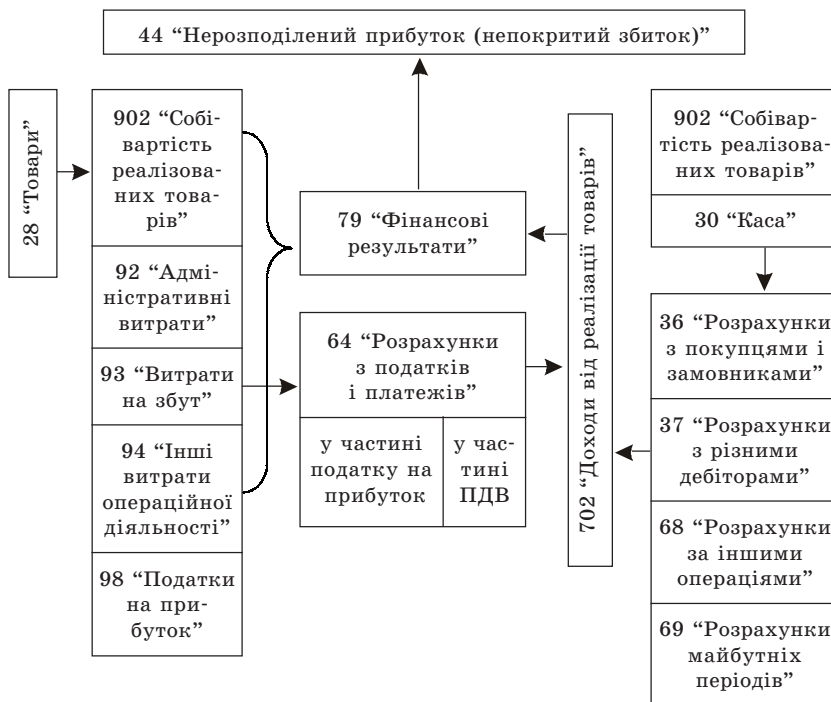 44 “Нерозподілений прибуток (непокритий збиток)”
28 “Товари”
902 “Собі-
вартість
реалізова-
них това-
рів”
92 “Адмі-
ністративні
витрати”
93 “Витрати
на збут”
94 “Інші
витрати
операційної
діяльності”
98 “Податки
на при-
буток”
79 “Фінансові
результати”
64 “Розрахунки
з податків
і платежів”
у частині
податку на
прибуток
у час-
тині
ПДВ
702 “Доходи від реалізації товарів”
902 “Собівар-
тість
реалізова-
них товарів”
30 “Каса”
36 “Розрахунки
з покупцями і
замовниками”
37 “Розрахунки
з різними
дебіторами”
68 “Розрахунки
за іншими
операціями”
69 “Розрахунки
майбутніх
періодів”